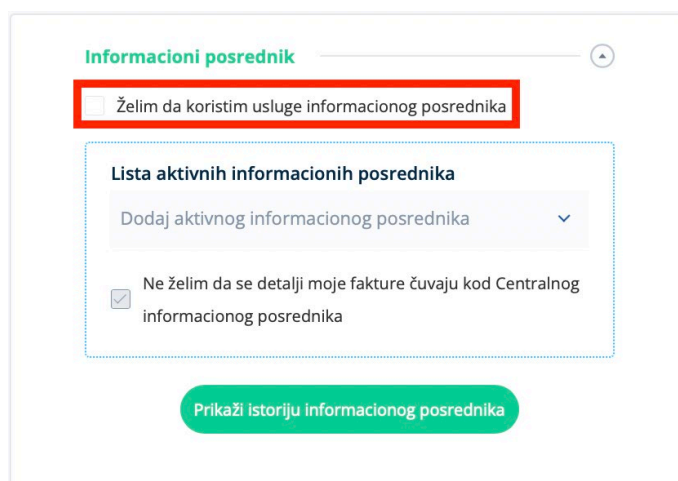 Informacioni posrednik
Želim da koristim usluge informacionog posrednika
Lista aktivnih informacionih posrednika
Dodaj aktivnog informacionog posrednika
Ne želim da se detalji moje fakture čuvaju kod Centralnog
informacionog posrednika
Prikaži istoriju informacionog posrednika